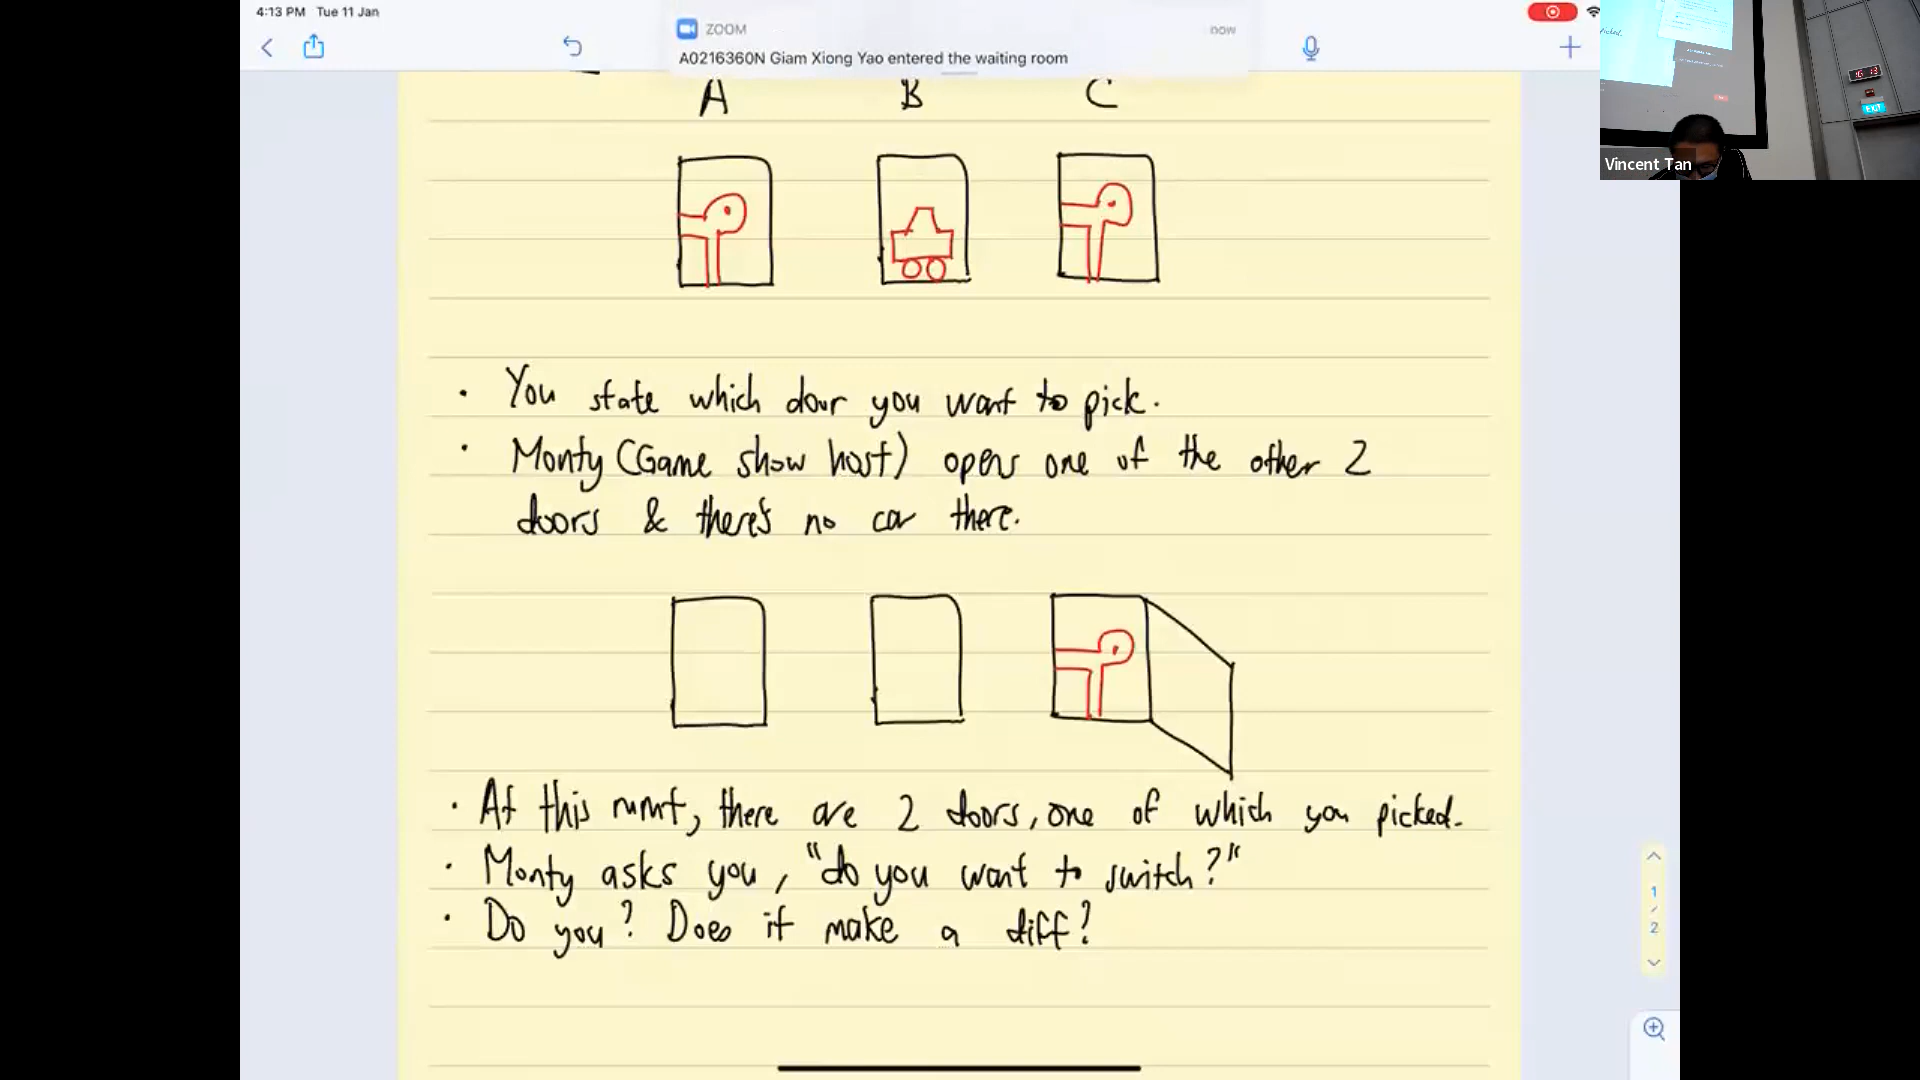 4:13 PM Tue 11 Jan
ZOOM now
A0216360N Giam Xiong Yao entered the waiting room
Vincent Tan
EXIT
A B C
· You state which door you want to pick.
· Monty (Game show host) opens one of the other 2
doors & there's no car there.
· At this mmt, there are 2 doors, one of which you picked.
· Monty asks you, "do you want to switch?"
· Do you? Does it make a diff?
1
/
2